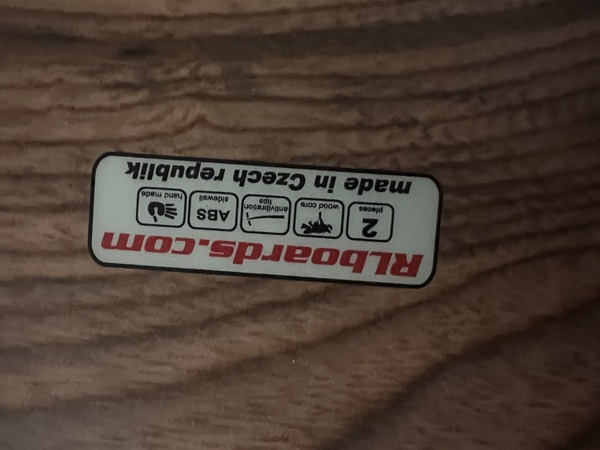 RLboards.com
2 pieces
wood core
antivibration tips
ABS sidewall
hand made
made in Czech republik